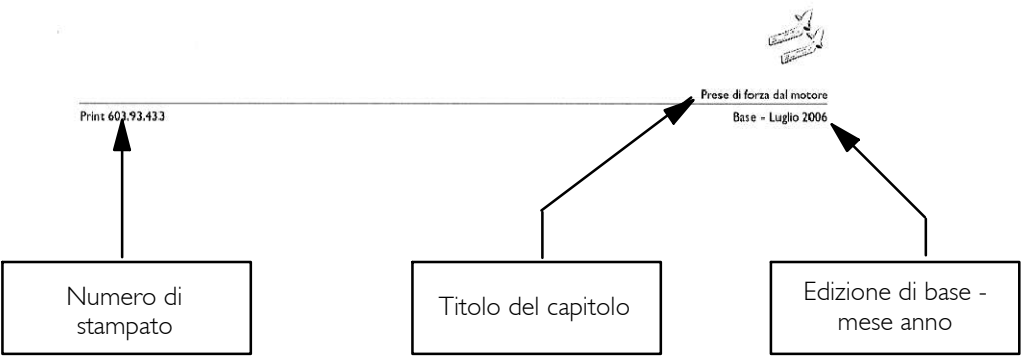 Prese di forza dal motore
Print 603.93.433
Base - Luglio 2006
Numero di
stampato
Titolo del capitolo
Edizione di base -
mese anno